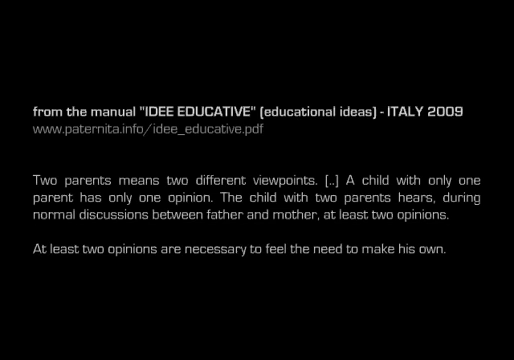 from the manual "IDEE EDUCATIVE" (educational ideas) - ITALY 2009
www.paternita.info/idee_educative.pdf
Two parents means two different viewpoints. [..] A child with only one
parent has only one opinion. The child with two parents hears, during
normal discussions between father and mother, at least two opinions.
At least two opinions are necessary to feel the need to make his own.